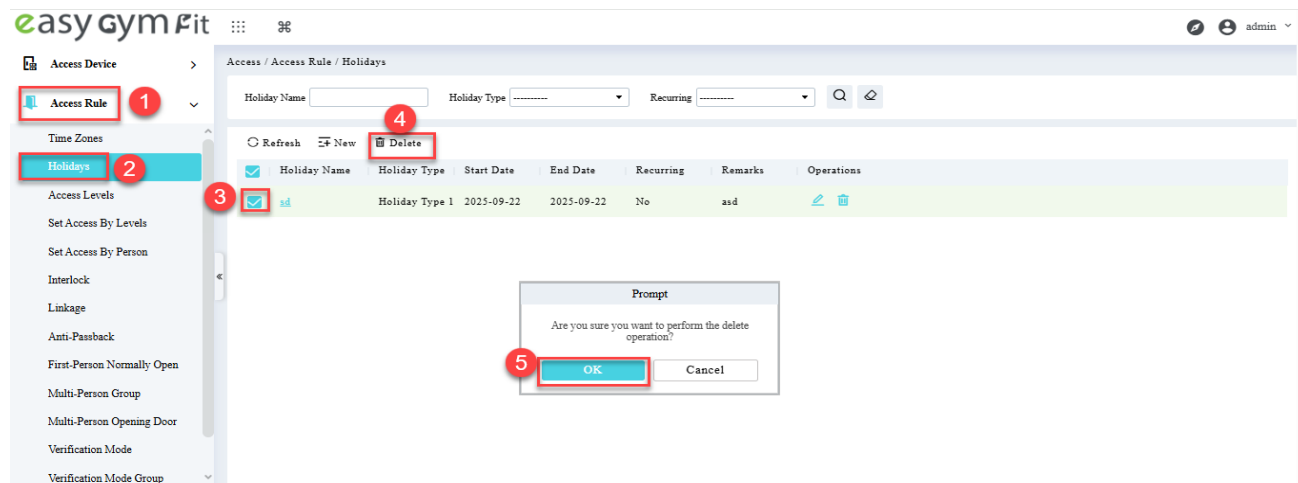 easy Gym Fit
admin
Access Device
Access Rule
1
Time Zones
Holidays
2
Access Levels
Set Access By Levels
Set Access By Person
Interlock
Linkage
Anti-Passback
First-Person Normally Open
Multi-Person Group
Multi-Person Opening Door
Verification Mode
Verification Mode Group
Access / Access Rule / Holidays
Holiday Name Holiday Type ---------- Recurring ----------
4
Refresh New Delete
Holiday Name Holiday Type Start Date End Date Recurring Remarks Operations
3
sd Holiday Type 1 2025-09-22 2025-09-22 No asd
Prompt
Are you sure you want to perform the delete
operation?
5
OK Cancel